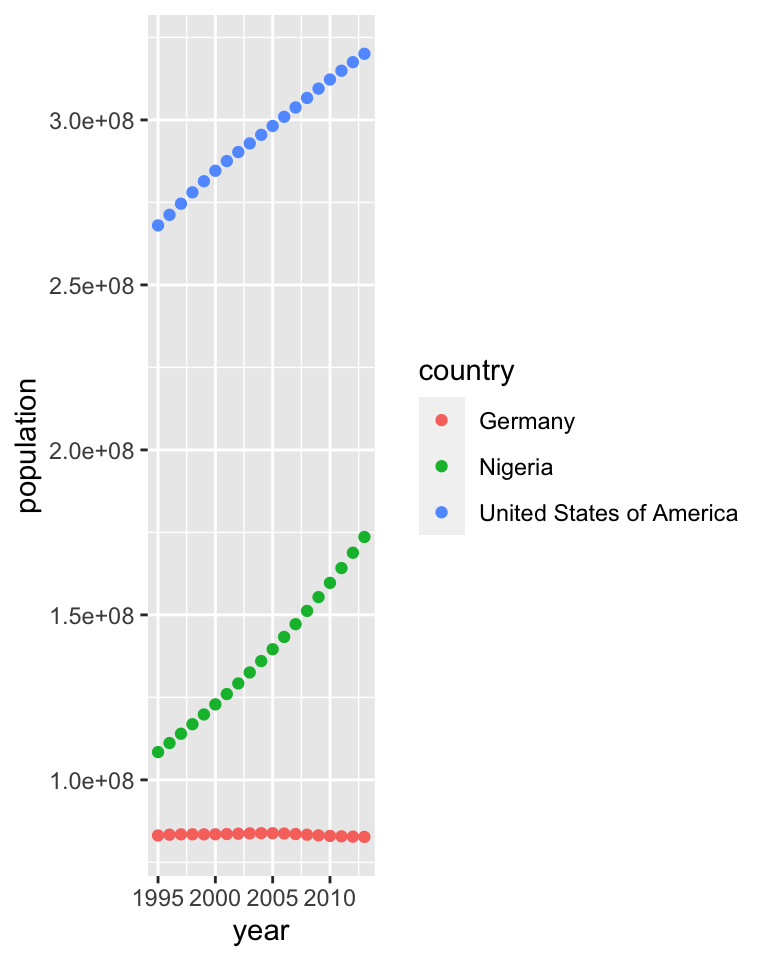 population
3.0e+08
2.5e+08
2.0e+08
1.5e+08
1.0e+08
1995 2000 2005 2010
year
country
Germany
Nigeria
United States of America